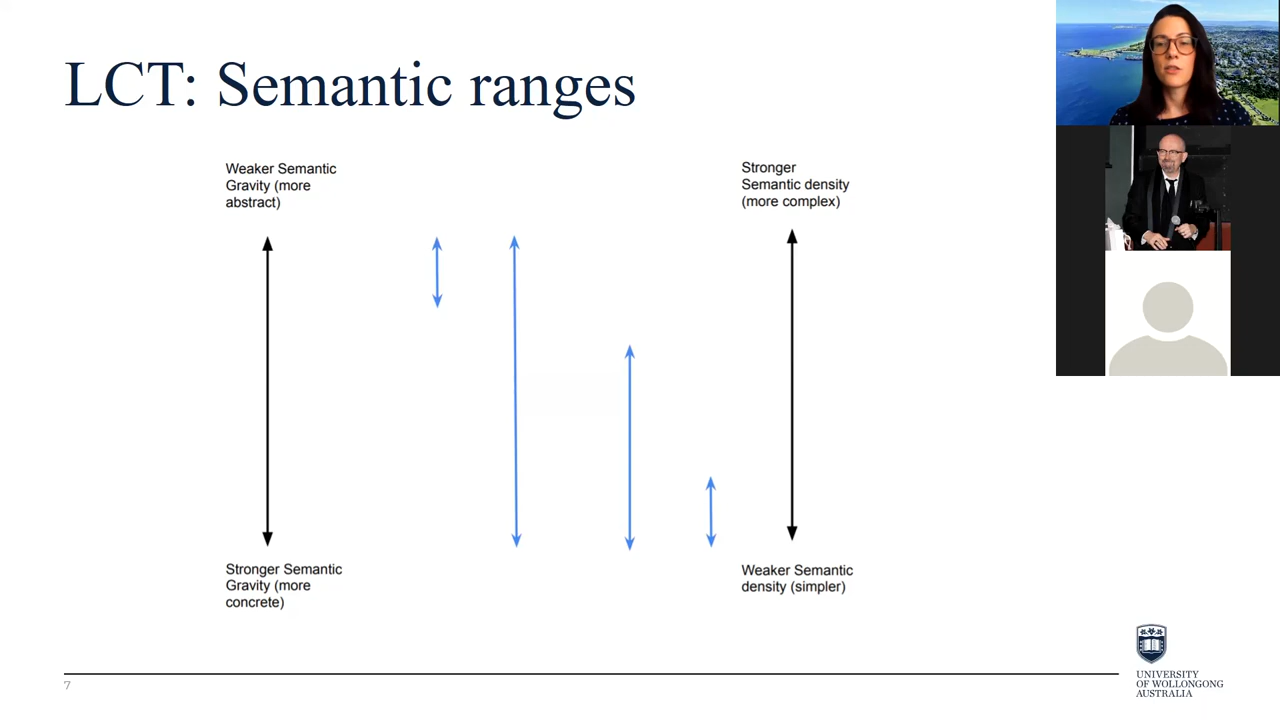 LCT: Semantic ranges
Weaker Semantic
Gravity (more
abstract)
Stronger
Semantic density
(more complex)
Stronger Semantic
Gravity (more
concrete)
Weaker Semantic
density (simpler)
7
UNIVERSITY
OF WOLLONGONG
AUSTRALIA